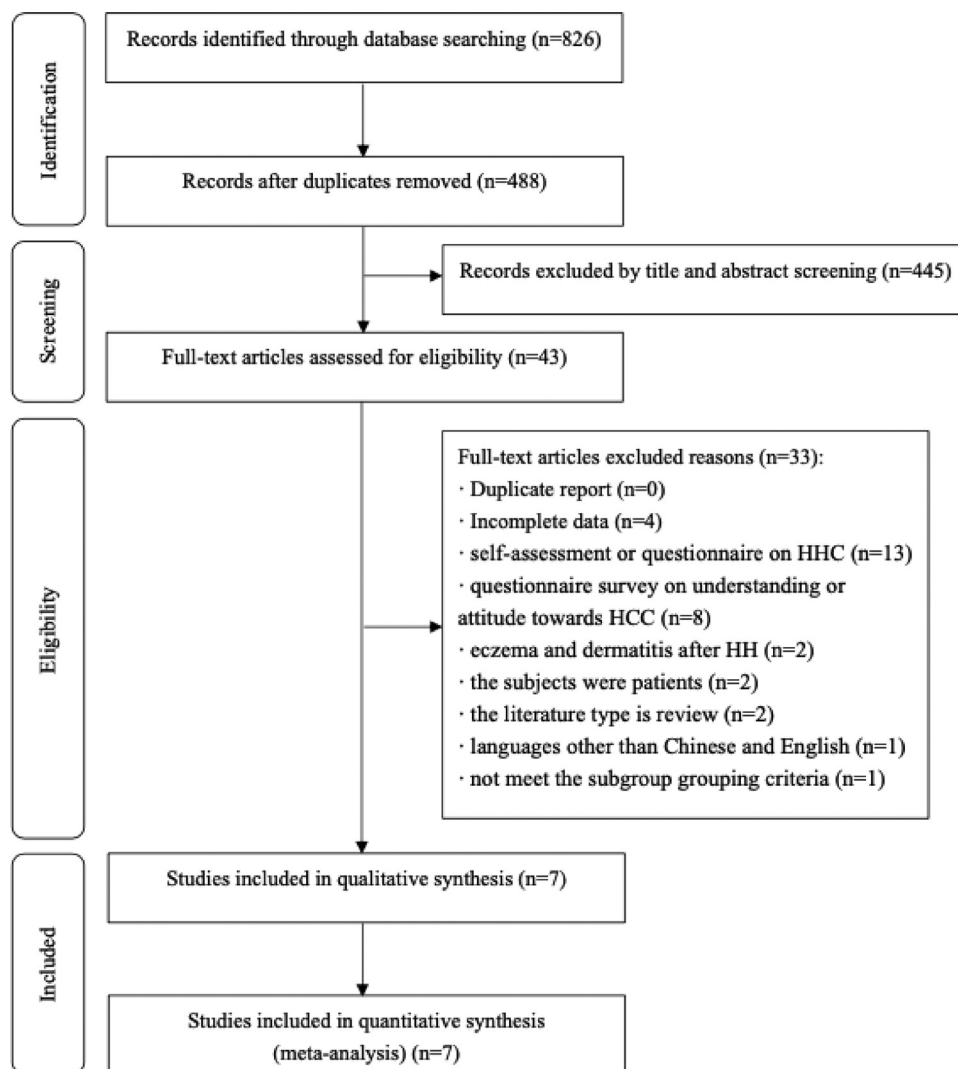 Identification
Records identified through database searching (n=826)
Records after duplicates removed (n=488)
Screening
Records excluded by title and abstract screening (n=445)
Full-text articles assessed for eligibility (n=43)
Eligibility
Full-text articles excluded reasons (n=33):
· Duplicate report (n=0)
· Incomplete data (n=4)
· self-assessment or questionnaire on HHC (n=13)
· questionnaire survey on understanding or
attitude towards HCC (n=8)
· eczema and dermatitis after HH (n=2)
· the subjects were patients (n=2)
· the literature type is review (n=2)
· languages other than Chinese and English (n=1)
· not meet the subgroup grouping criteria (n=1)
Included
Studies included in qualitative synthesis (n=7)
Studies included in quantitative synthesis
(meta-analysis) (n=7)